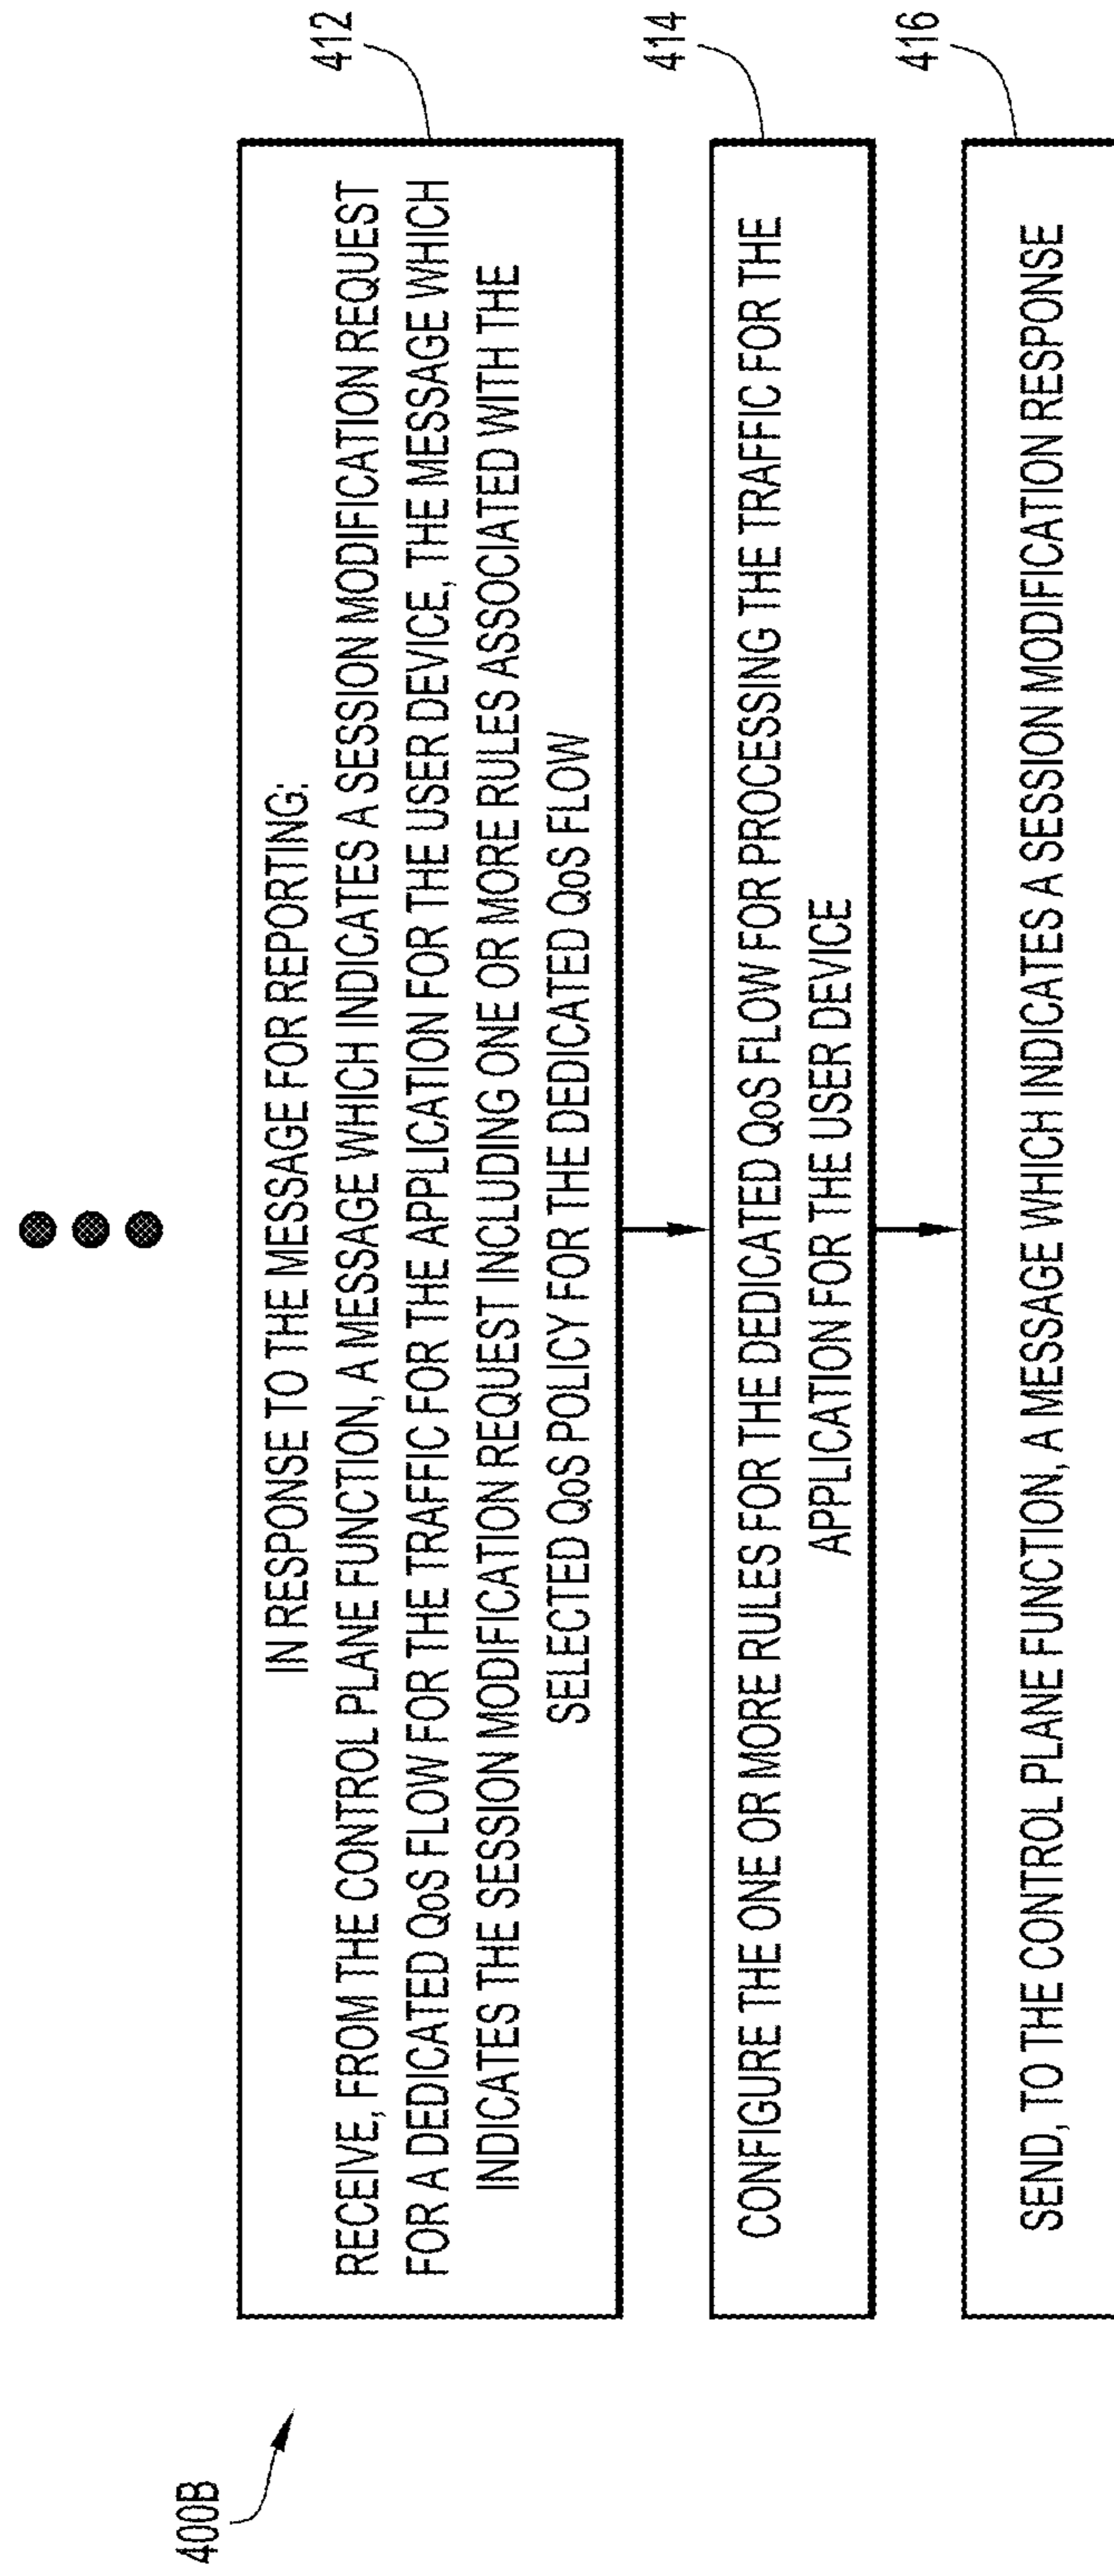 400B
IN RESPONSE TO THE MESSAGE FOR REPORTING:
RECEIVE, FROM THE CONTROL PLANE FUNCTION, A MESSAGE WHICH INDICATES A SESSION MODIFICATION REQUEST
FOR A DEDICATED QoS FLOW FOR THE TRAFFIC FOR THE APPLICATION FOR THE USER DEVICE, THE MESSAGE WHICH
INDICATES THE SESSION MODIFICATION REQUEST INCLUDING ONE OR MORE RULES ASSOCIATED WITH THE
SELECTED QoS POLICY FOR THE DEDICATED QoS FLOW
412
CONFIGURE THE ONE OR MORE RULES FOR THE DEDICATED QoS FLOW FOR PROCESSING THE TRAFFIC FOR THE
APPLICATION FOR THE USER DEVICE
414
SEND, TO THE CONTROL PLANE FUNCTION, A MESSAGE WHICH INDICATES A SESSION MODIFICATION RESPONSE
416